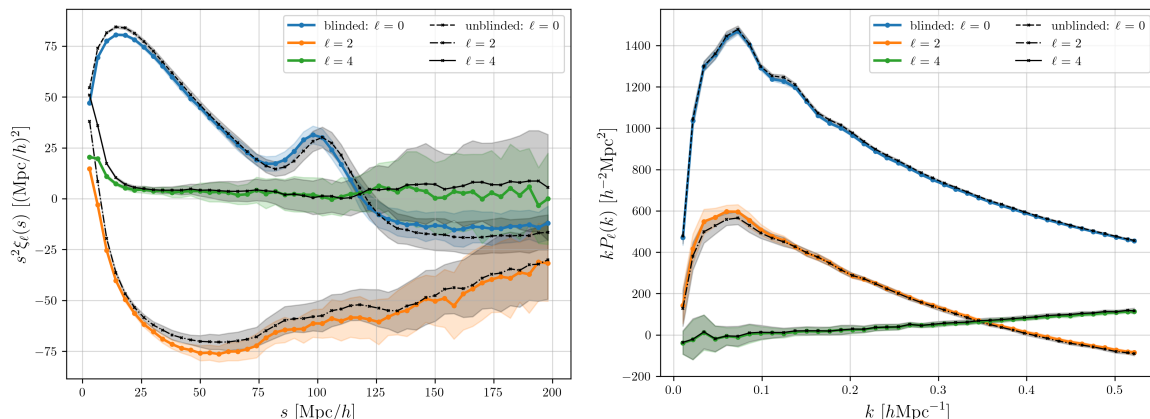 blinded: ℓ = 0
ℓ = 2
ℓ = 4
unblinded: ℓ = 0
ℓ = 2
ℓ = 4
75
50
25
0
−25
−50
−75
s²ξℓ(s) [(Mpc/h)²]
0 25 50 75 100 125 150 175 200
s [Mpc/h]
blinded: ℓ = 0
ℓ = 2
ℓ = 4
unblinded: ℓ = 0
ℓ = 2
ℓ = 4
1400
1200
1000
800
600
400
200
0
−200
kPℓ(k) [h⁻²Mpc²]
0.0 0.1 0.2 0.3 0.4 0.5
k [hMpc⁻¹]